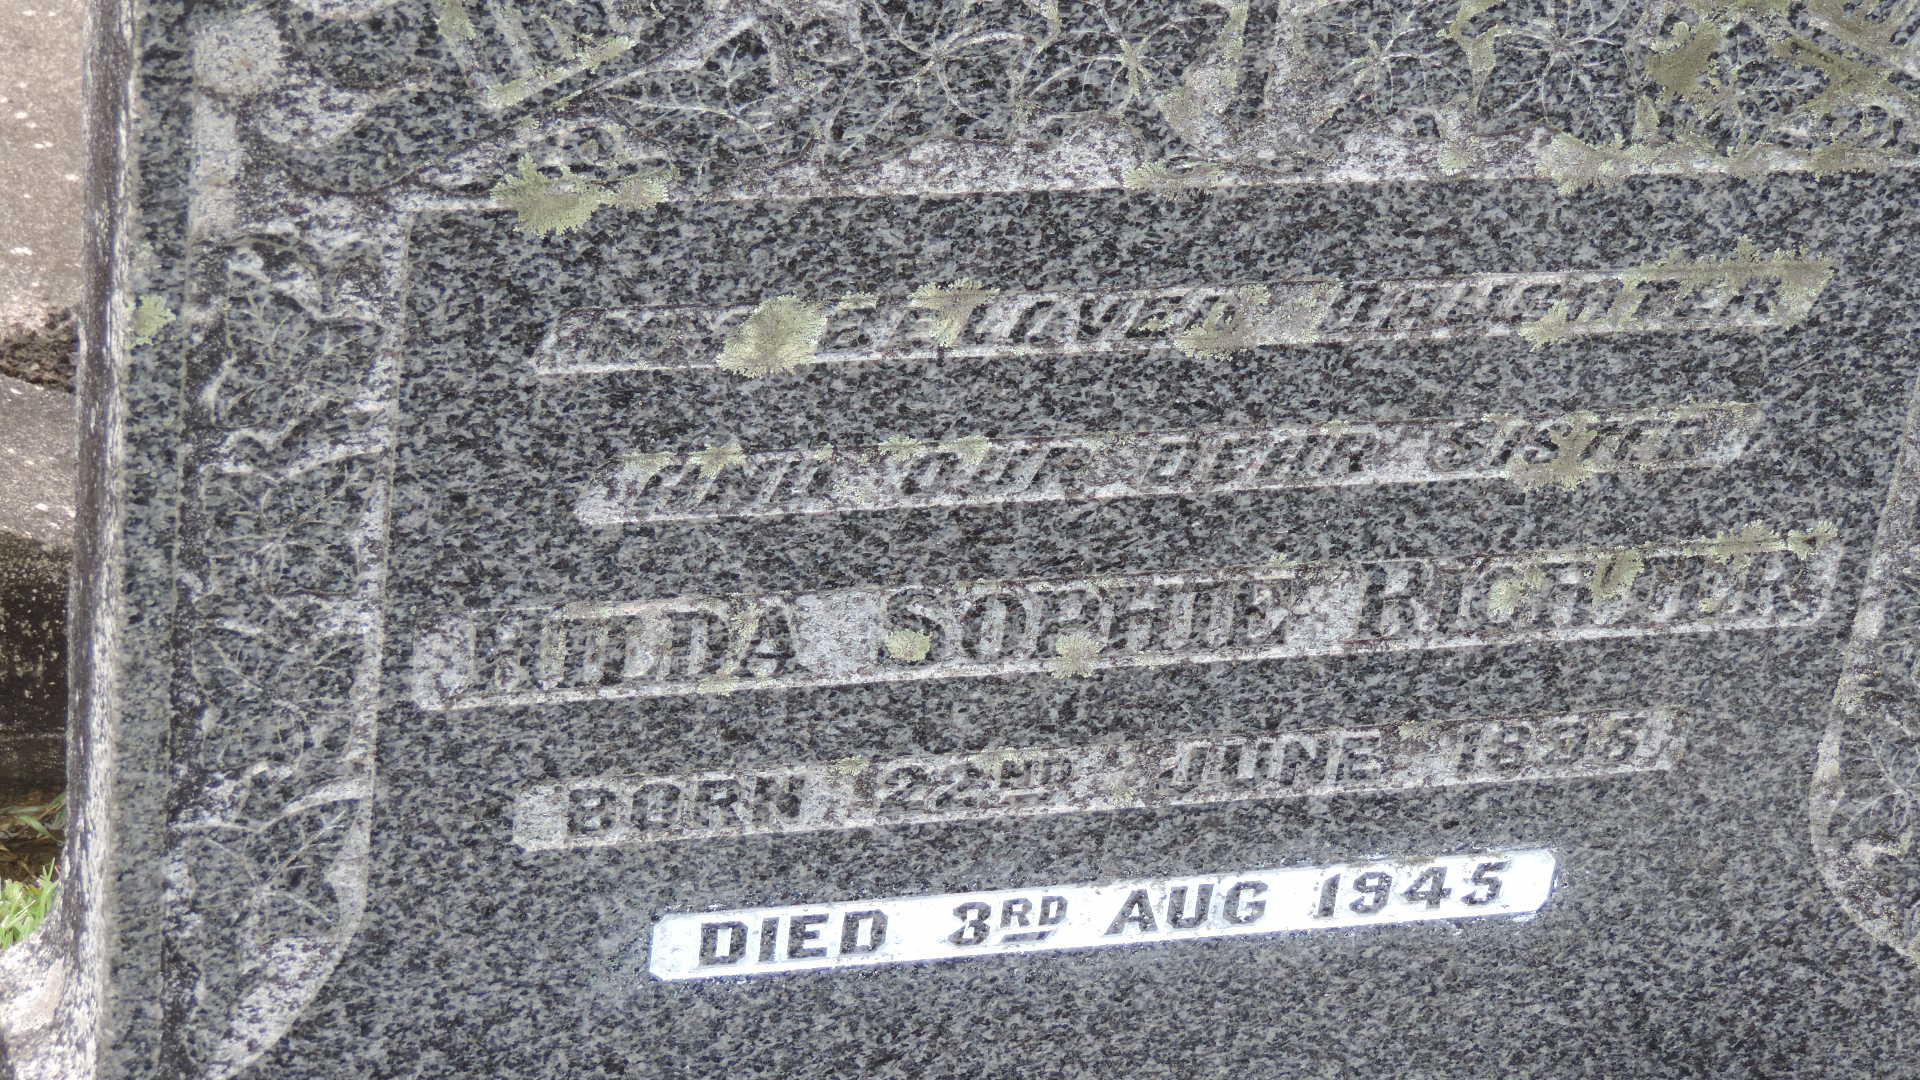 BELOVED DAUGHTER
AND OUR DEAR SISTER
HILDA SOPHIE RICHTER
BORN 22ND JUNE
DIED 3RD AUG 1945